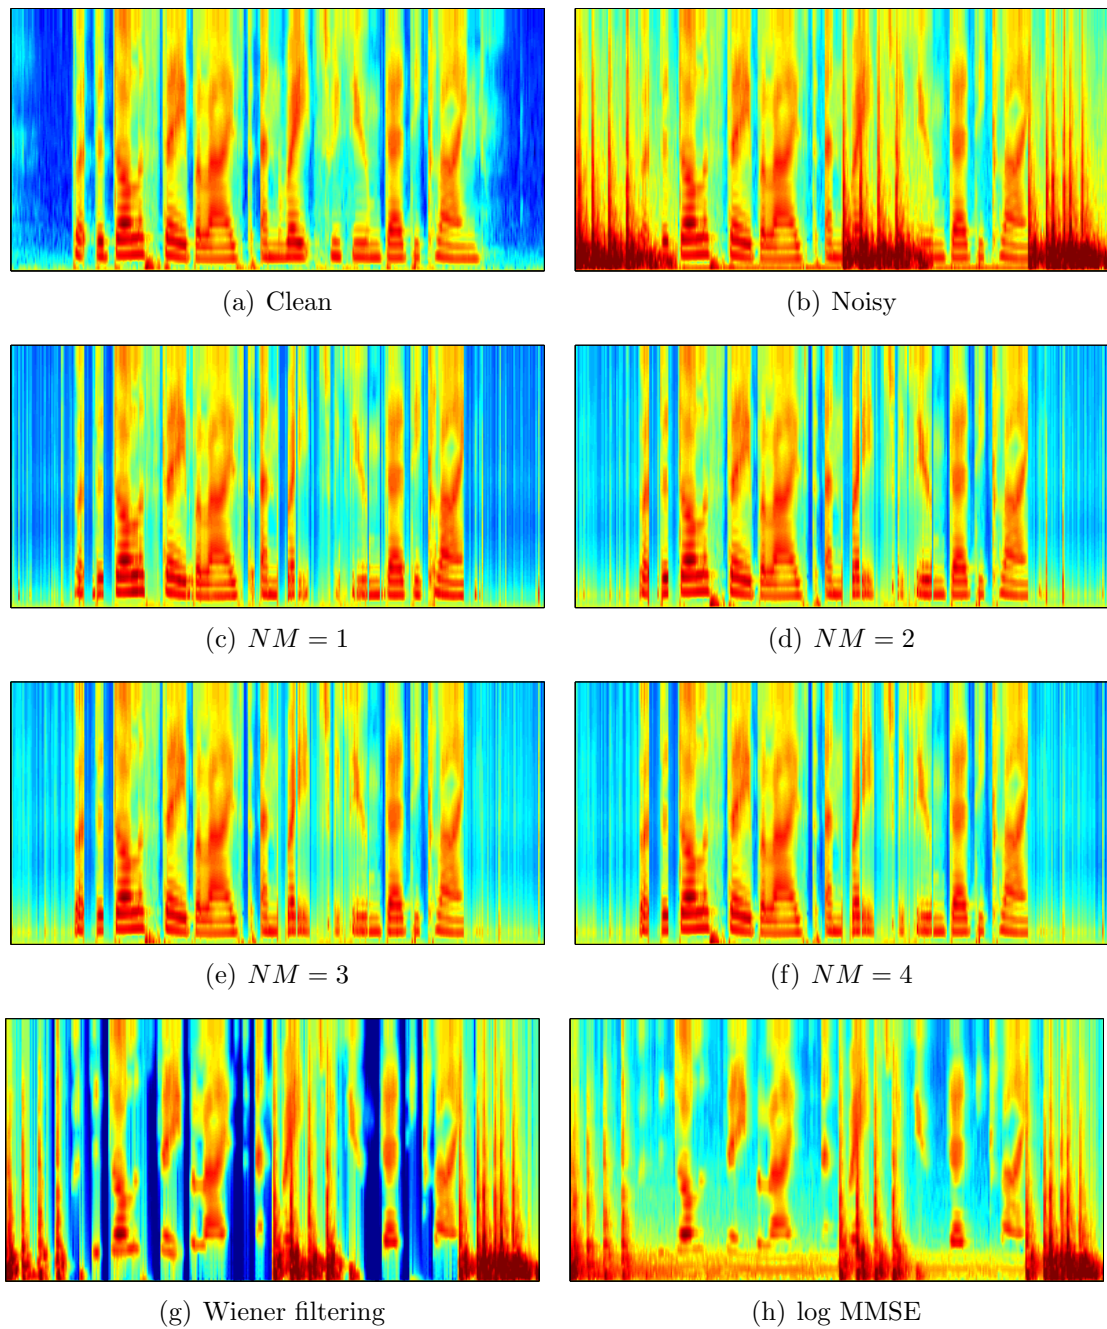 (a) Clean
(b) Noisy
(c) NM = 1
(d) NM = 2
(e) NM = 3
(f) NM = 4
(g) Wiener filtering
(h) log MMSE